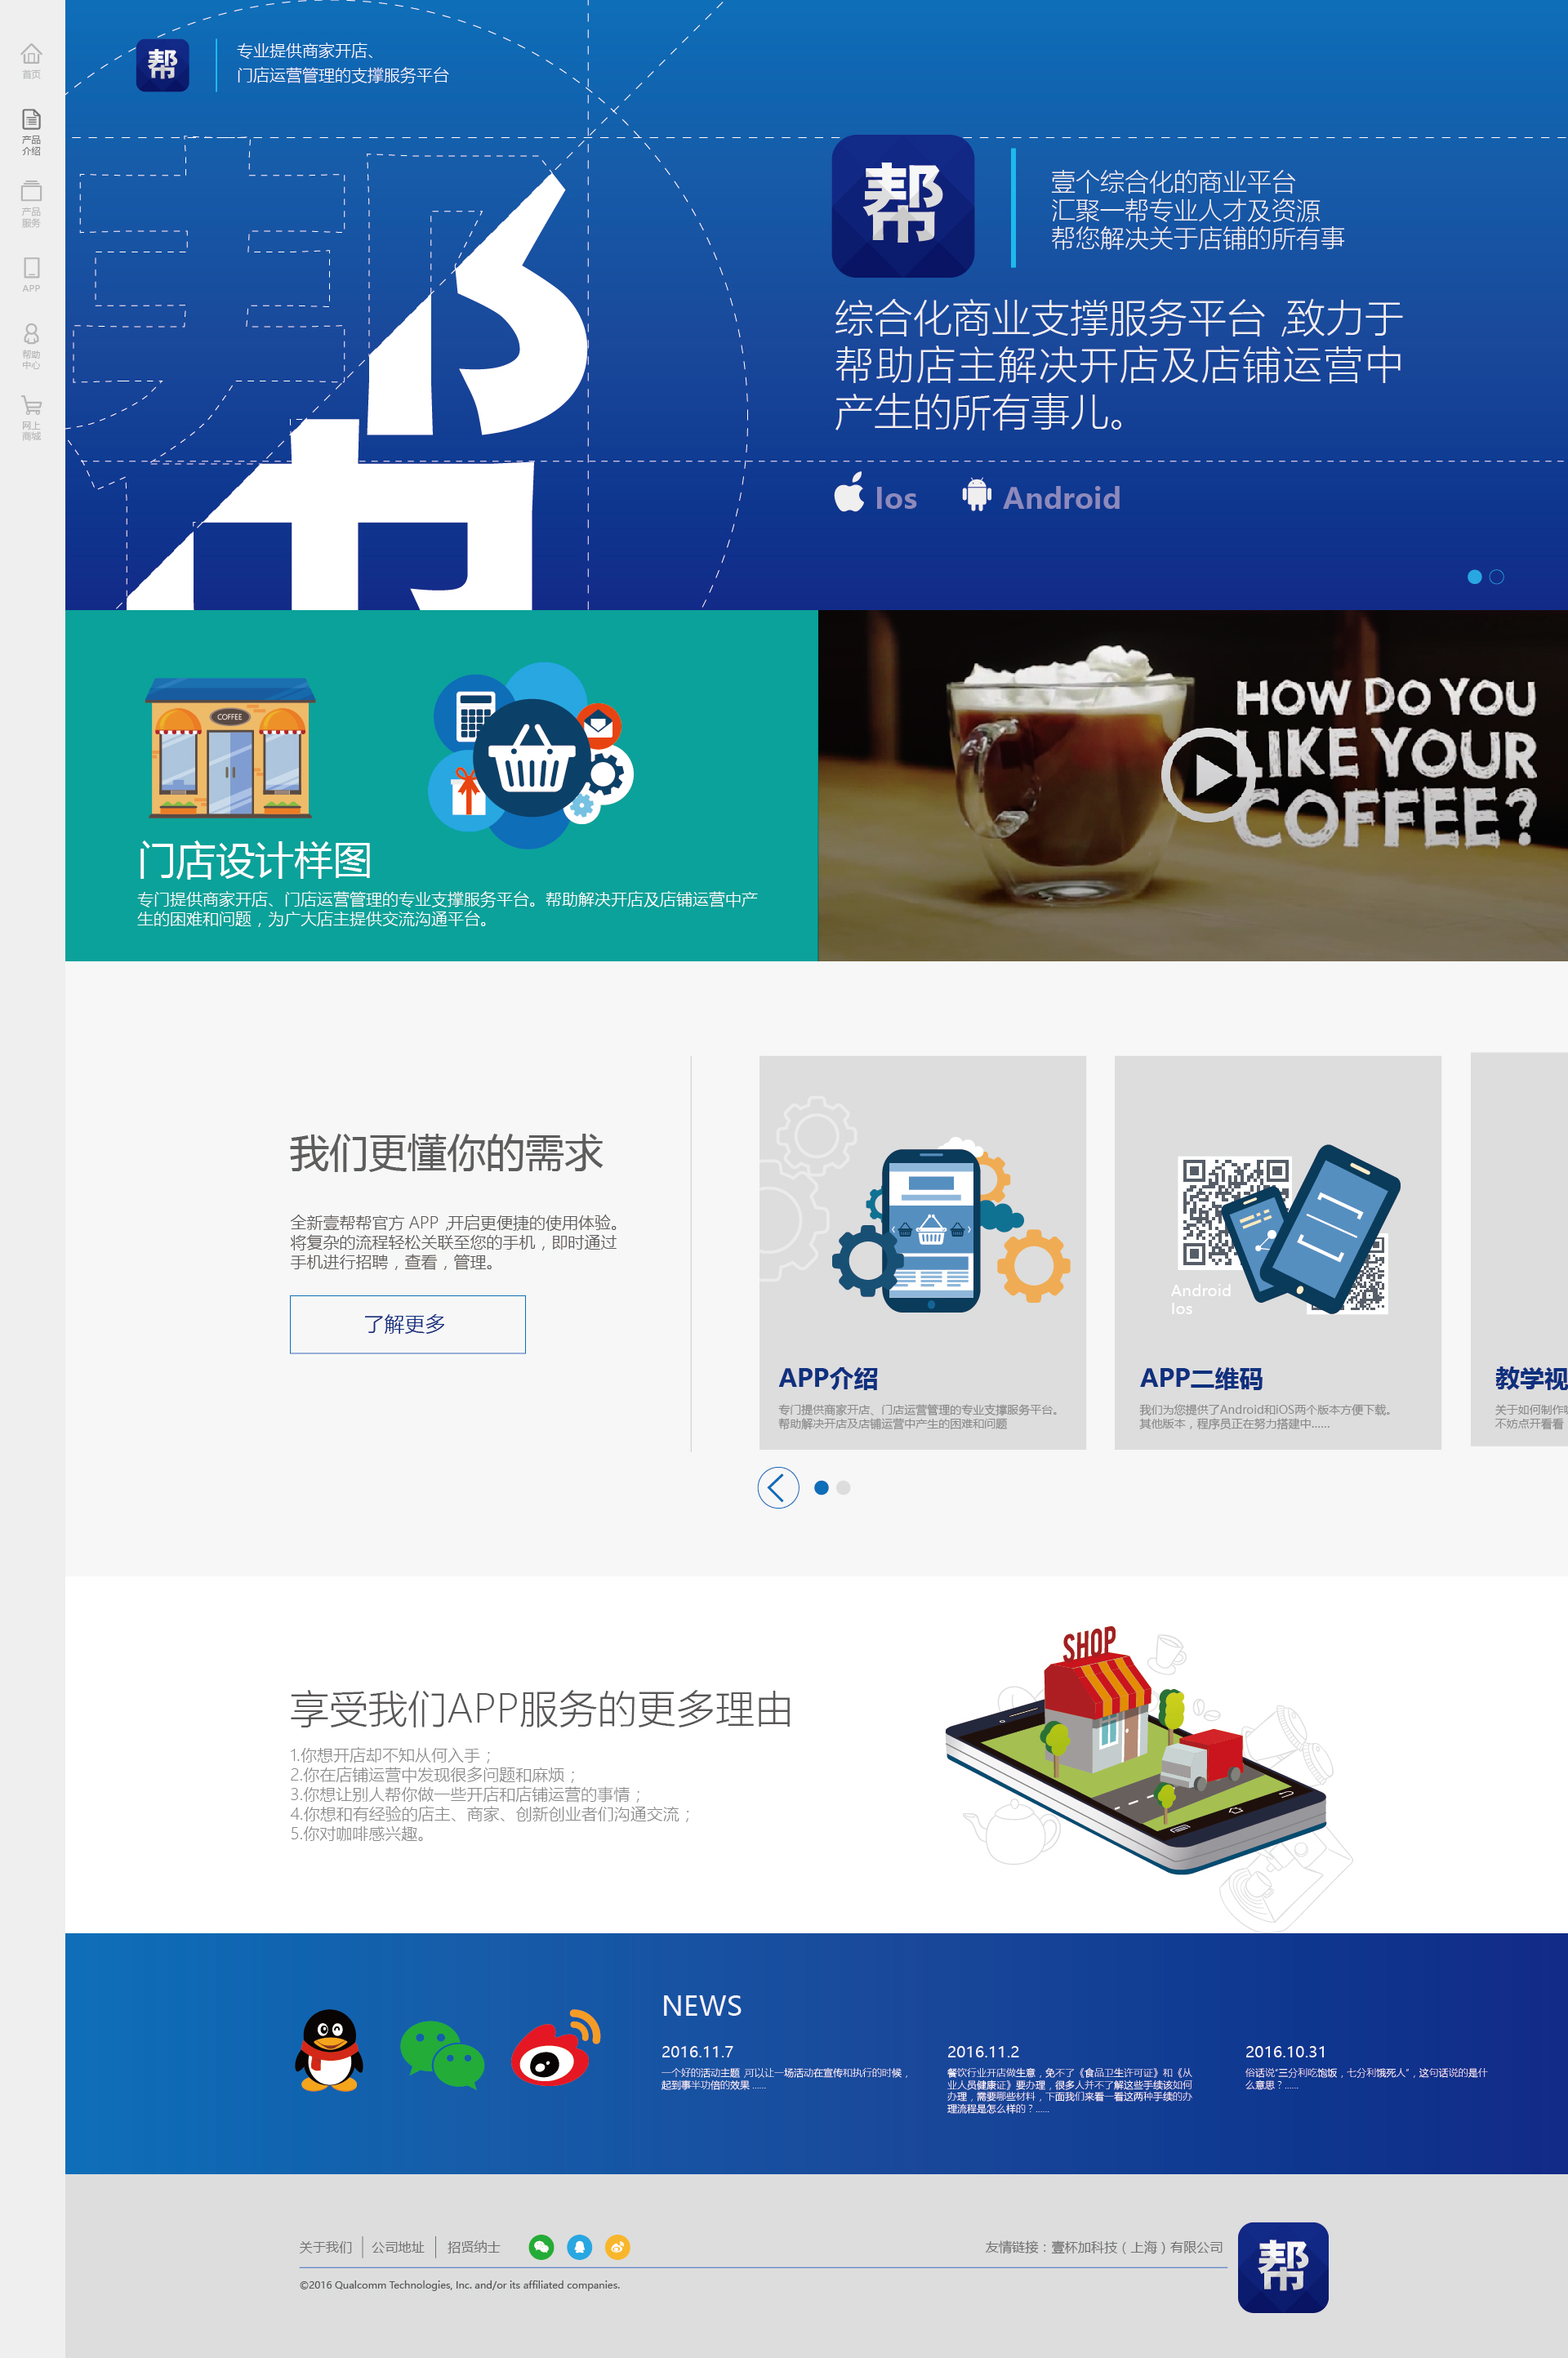 首页
产品
介绍
产品
服务
APP
帮助
中心
网上
商城
帮
专业提供商家开店、
门店运营管理的支撑服务平台
帮
壹个综合化的商业平台
汇聚一帮专业人才及资源
帮您解决关于店铺的所有事
综合化商业支撑服务平台,致力于
帮助店主解决开店及店铺运营中
产生的所有事儿。
Ios
Android
COFFEE
门店设计样图
专门提供商家开店、门店运营管理的专业支撑服务平台。帮助解决开店及店铺运营中产
生的困难和问题，为广大店主提供交流沟通平台。
HOW DO YOU
LIKE YOUR
COFFEE?
我们更懂你的需求
全新壹帮帮官方 APP ,开启更便捷的使用体验。
将复杂的流程轻松关联至您的手机，即时通过
手机进行招聘，查看，管理。
了解更多
APP介绍
专门提供商家开店、门店运营管理的专业支撑服务平台。
帮助解决开店及店铺运营中产生的困难和问题
Android
Ios
APP二维码
我们为您提供了Android和iOS两个版本方便下载。
其他版本，程序员正在努力搭建中......
教学视
关于如何制作
不妨点开看看
享受我们APP服务的更多理由
1.你想开店却不知从何入手；
2.你在店铺运营中发现很多问题和麻烦；
3.你想让别人帮你做一些开店和店铺运营的事情；
4.你想和有经验的店主、商家、创新创业者们沟通交流；
5.你对咖啡感兴趣。
SHOP
NEWS
2016.11.7
一个好的活动主题 ,可以让一场活动在宣传和执行的时候，
起到事半功倍的效果 ......
2016.11.2
餐饮行业开店做生意，免不了《食品卫生许可证》和《从
业人员健康证》要办理，很多人并不了解这些手续该如何
办理，需要哪些材料，下面我们来看一看这两种手续的办
理流程是怎么样的？......
2016.10.31
俗话说“三分利吃饱饭，七分利饿死人”，这句话说的是什
么意思？......
关于我们
公司地址
招贤纳士
友情链接：壹杯加科技（上海）有限公司
©2016 Qualcomm Technologies, Inc. and/or its affiliated companies.
帮